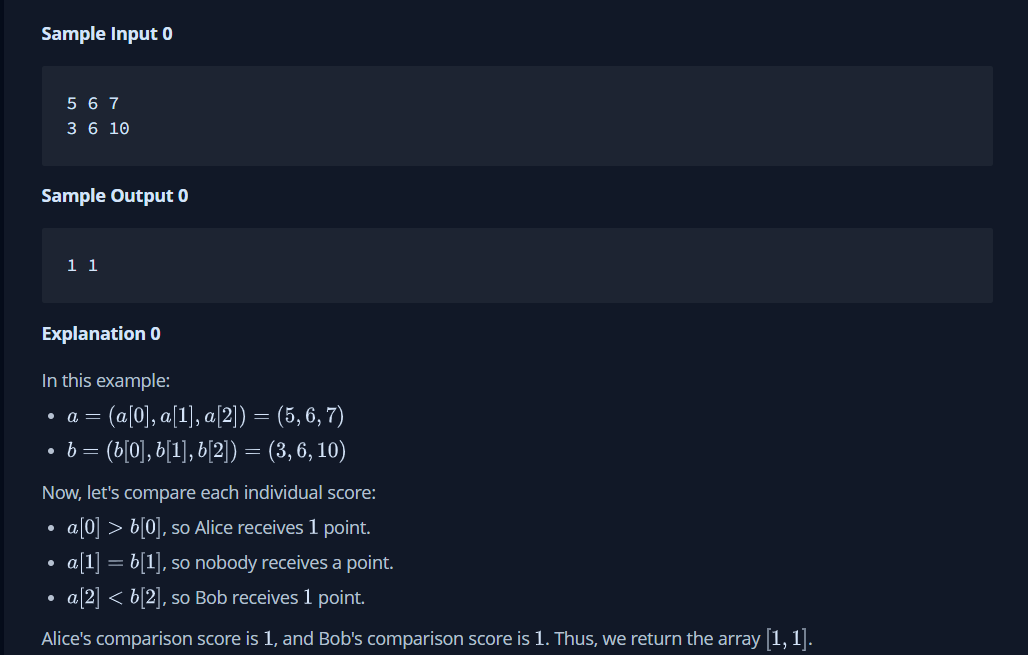 Sample Input 0
5 6 7
3 6 10
Sample Output 0
1 1
Explanation 0
In this example:
• a = (a[0], a[1], a[2]) = (5, 6, 7)
• b = (b[0], b[1], b[2]) = (3, 6, 10)
Now, let's compare each individual score:
• a[0] > b[0], so Alice receives 1 point.
• a[1] = b[1], so nobody receives a point.
• a[2] < b[2], so Bob receives 1 point.
Alice's comparison score is 1, and Bob's comparison score is 1. Thus, we return the array [1, 1].